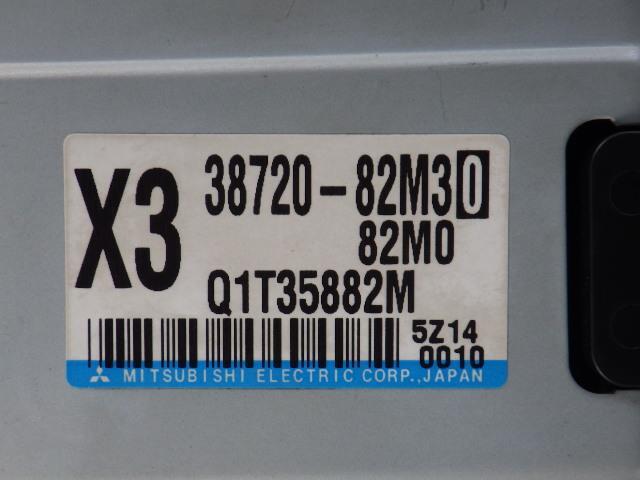 X3
38720-82M30
82M0
Q1T35882M
5Z14
0010
MITSUBISHI ELECTRIC CORP., JAPAN